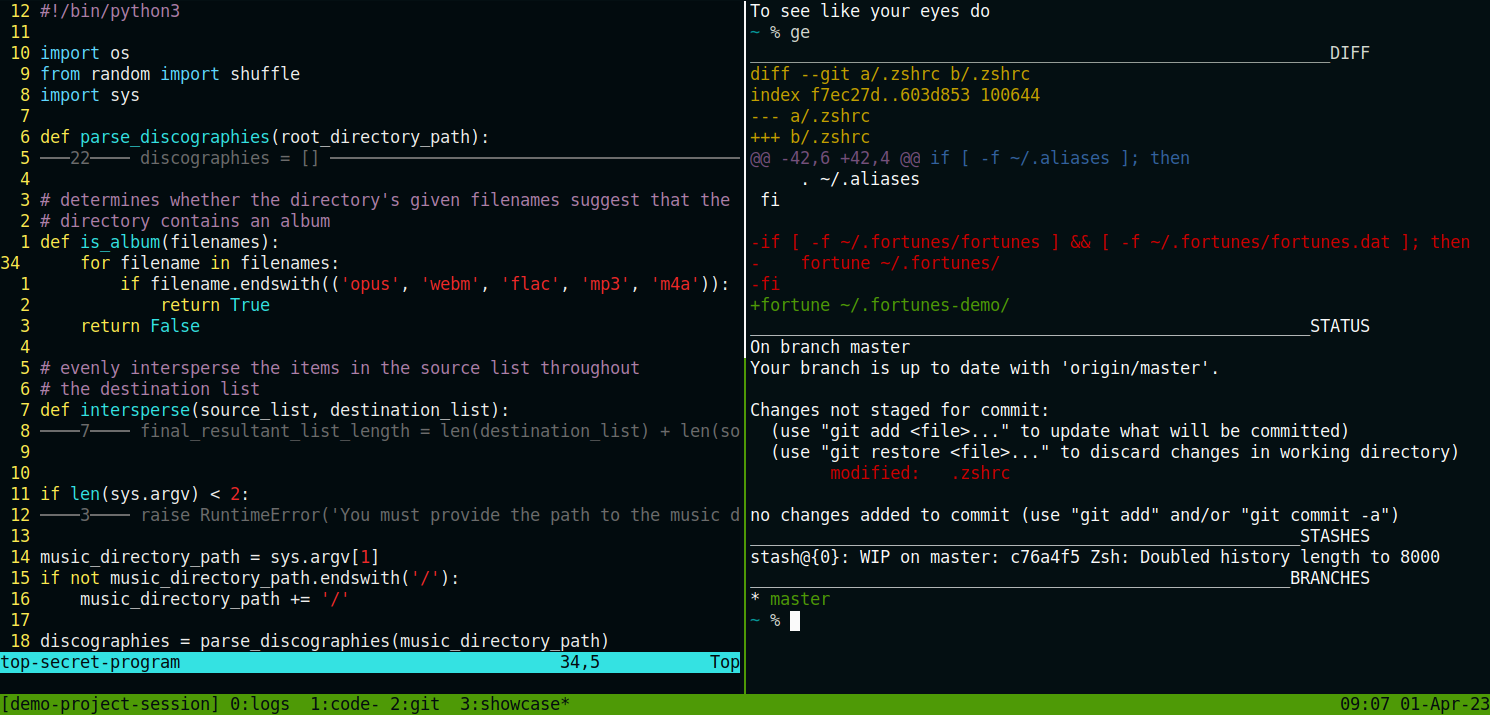 12 #!/bin/python3
11
10 import os
9 from random import shuffle
8 import sys
7
6 def parse_discographies(root_directory_path):
5 ───22──── discographies = [] ─────────────────────────────────────────
4
3 # determines whether the directory's given filenames suggest that the
2 # directory contains an album
1 def is_album(filenames):
34     for filename in filenames:
1         if filename.endswith(('opus', 'webm', 'flac', 'mp3', 'm4a')):
2             return True
3     return False
4
5 # evenly intersperse the items in the source list throughout
6 # the destination list
7 def intersperse(source_list, destination_list):
8 ────7──── final_resultant_list_length = len(destination_list) + len(so
9
10
11 if len(sys.argv) < 2:
12 ────3──── raise RuntimeError('You must provide the path to the music d
13
14 music_directory_path = sys.argv[1]
15 if not music_directory_path.endswith('/'):
16     music_directory_path += '/'
17
18 discographies = parse_discographies(music_directory_path)
top-secret-program 34,5 Top
To see like your eyes do
~ % ge
__________________________________________________________DIFF
diff --git a/.zshrc b/.zshrc
index f7ec27d..603d853 100644
--- a/.zshrc
+++ b/.zshrc
@@ -42,6 +42,4 @@ if [ -f ~/.aliases ]; then
     . ~/.aliases
 fi

-if [ -f ~/.fortunes/fortunes ] && [ -f ~/.fortunes/fortunes.dat ]; then
-    fortune ~/.fortunes/
-fi
+fortune ~/.fortunes-demo/
________________________________________________________STATUS
On branch master
Your branch is up to date with 'origin/master'.

Changes not staged for commit:
  (use "git add <file>..." to update what will be committed)
  (use "git restore <file>..." to discard changes in working directory)
        modified:   .zshrc

no changes added to commit (use "git add" and/or "git commit -a")
_______________________________________________________STASHES
stash@{0}: WIP on master: c76a4f5 Zsh: Doubled history length to 8000
______________________________________________________BRANCHES
* master
~ %
[demo-project-session] 0:logs  1:code- 2:git  3:showcase* 09:07 01-Apr-23